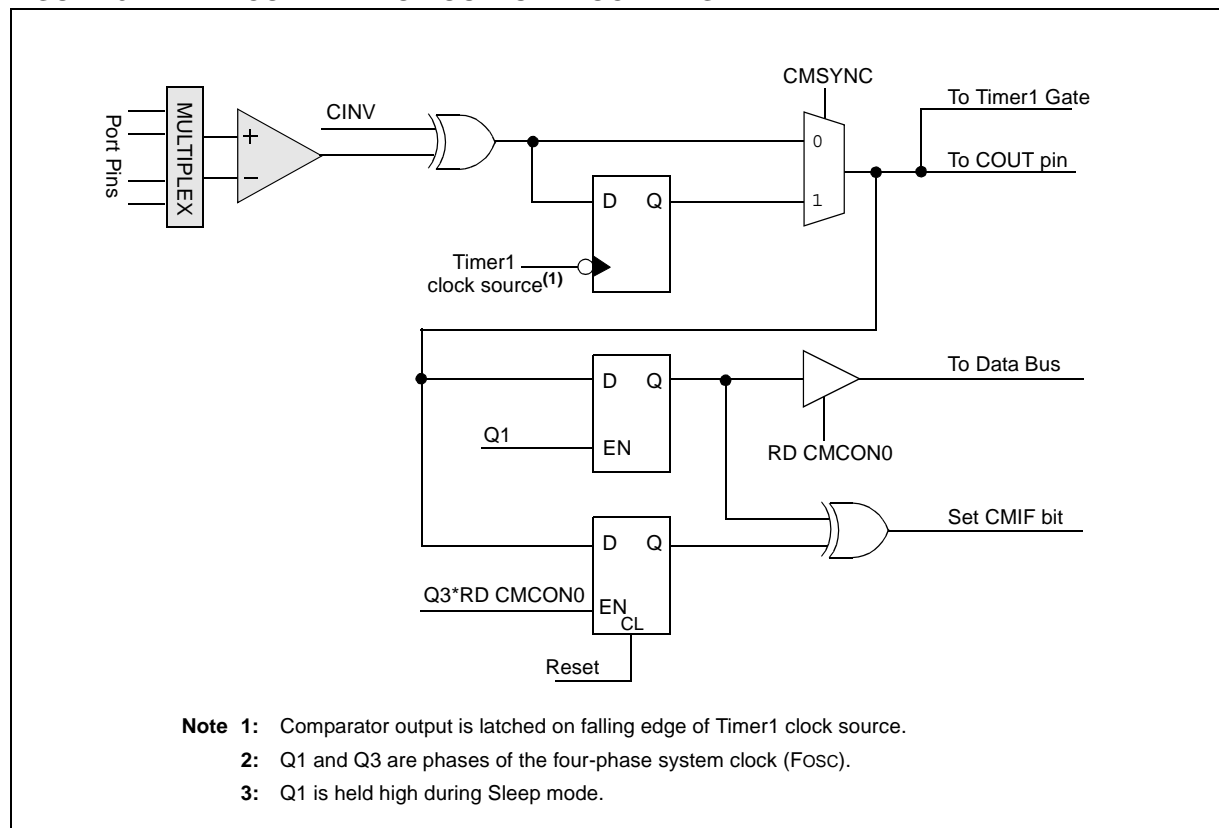 CMSYNC
To Timer1 Gate
CINV
MULTIPLEX
Port Pins
+
−
0
To COUT pin
1
D Q
Timer1
clock source(1)
D Q
To Data Bus
Q1
EN
RD CMCON0
D Q
Set CMIF bit
Q3*RD CMCON0
EN
CL
Reset
Note 1: Comparator output is latched on falling edge of Timer1 clock source.
2: Q1 and Q3 are phases of the four-phase system clock (FOSC).
3: Q1 is held high during Sleep mode.